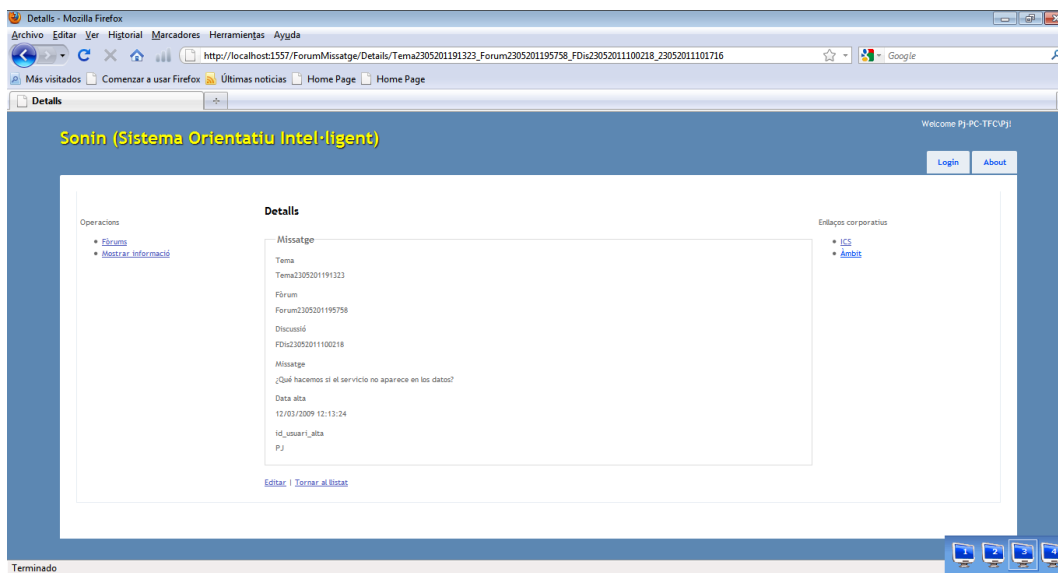 Detalls - Mozilla Firefox
Archivo Editar Ver Historial Marcadores Herramientas Ayuda
http://localhost:1557/ForumMissatge/Details/Tema2305201191323_Forum2305201195758_FDis23052011100218_23052011101716
Google
Más visitados Comenzar a usar Firefox Últimas noticias Home Page Home Page
Detalls
Welcome Pj-PC-TFC\Pj!
Sonin (Sistema Orientatiu Intel·ligent)
Login About
Operacions
Fòrums
Mostrar informació
Detalls
Missatge
Tema
Tema2305201191323
Fòrum
Forum2305201195758
Discussió
FDis23052011100218
Missatge
¿Qué hacemos si el servicio no aparece en los datos?
Data alta
12/03/2009 12:13:24
id_usuari_alta
PJ
Editar | Tornar al llistat
Enllaços corporatius
ICS
Àmbit
1 2 3 4
Terminado